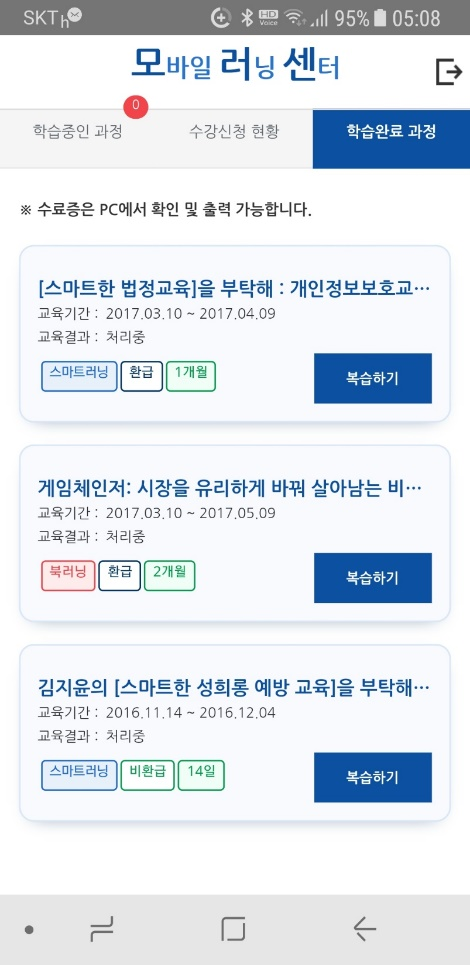 SKT h 95% 05:08
HD Voice
모바일 러닝 센터
0
학습중인 과정 수강신청 현황 학습완료 과정
※ 수료증은 PC에서 확인 및 출력 가능합니다.
[스마트한 법정교육]을 부탁해 : 개인정보보호교…
교육기간 : 2017.03.10 ~ 2017.04.09
교육결과 : 처리중
스마트러닝 환급 1개월 복습하기
게임체인저: 시장을 유리하게 바꿔 살아남는 비…
교육기간 : 2017.03.10 ~ 2017.05.09
교육결과 : 처리중
북러닝 환급 2개월 복습하기
김지윤의 [스마트한 성희롱 예방 교육]을 부탁해…
교육기간 : 2016.11.14 ~ 2016.12.04
교육결과 : 처리중
스마트러닝 비환급 14일 복습하기